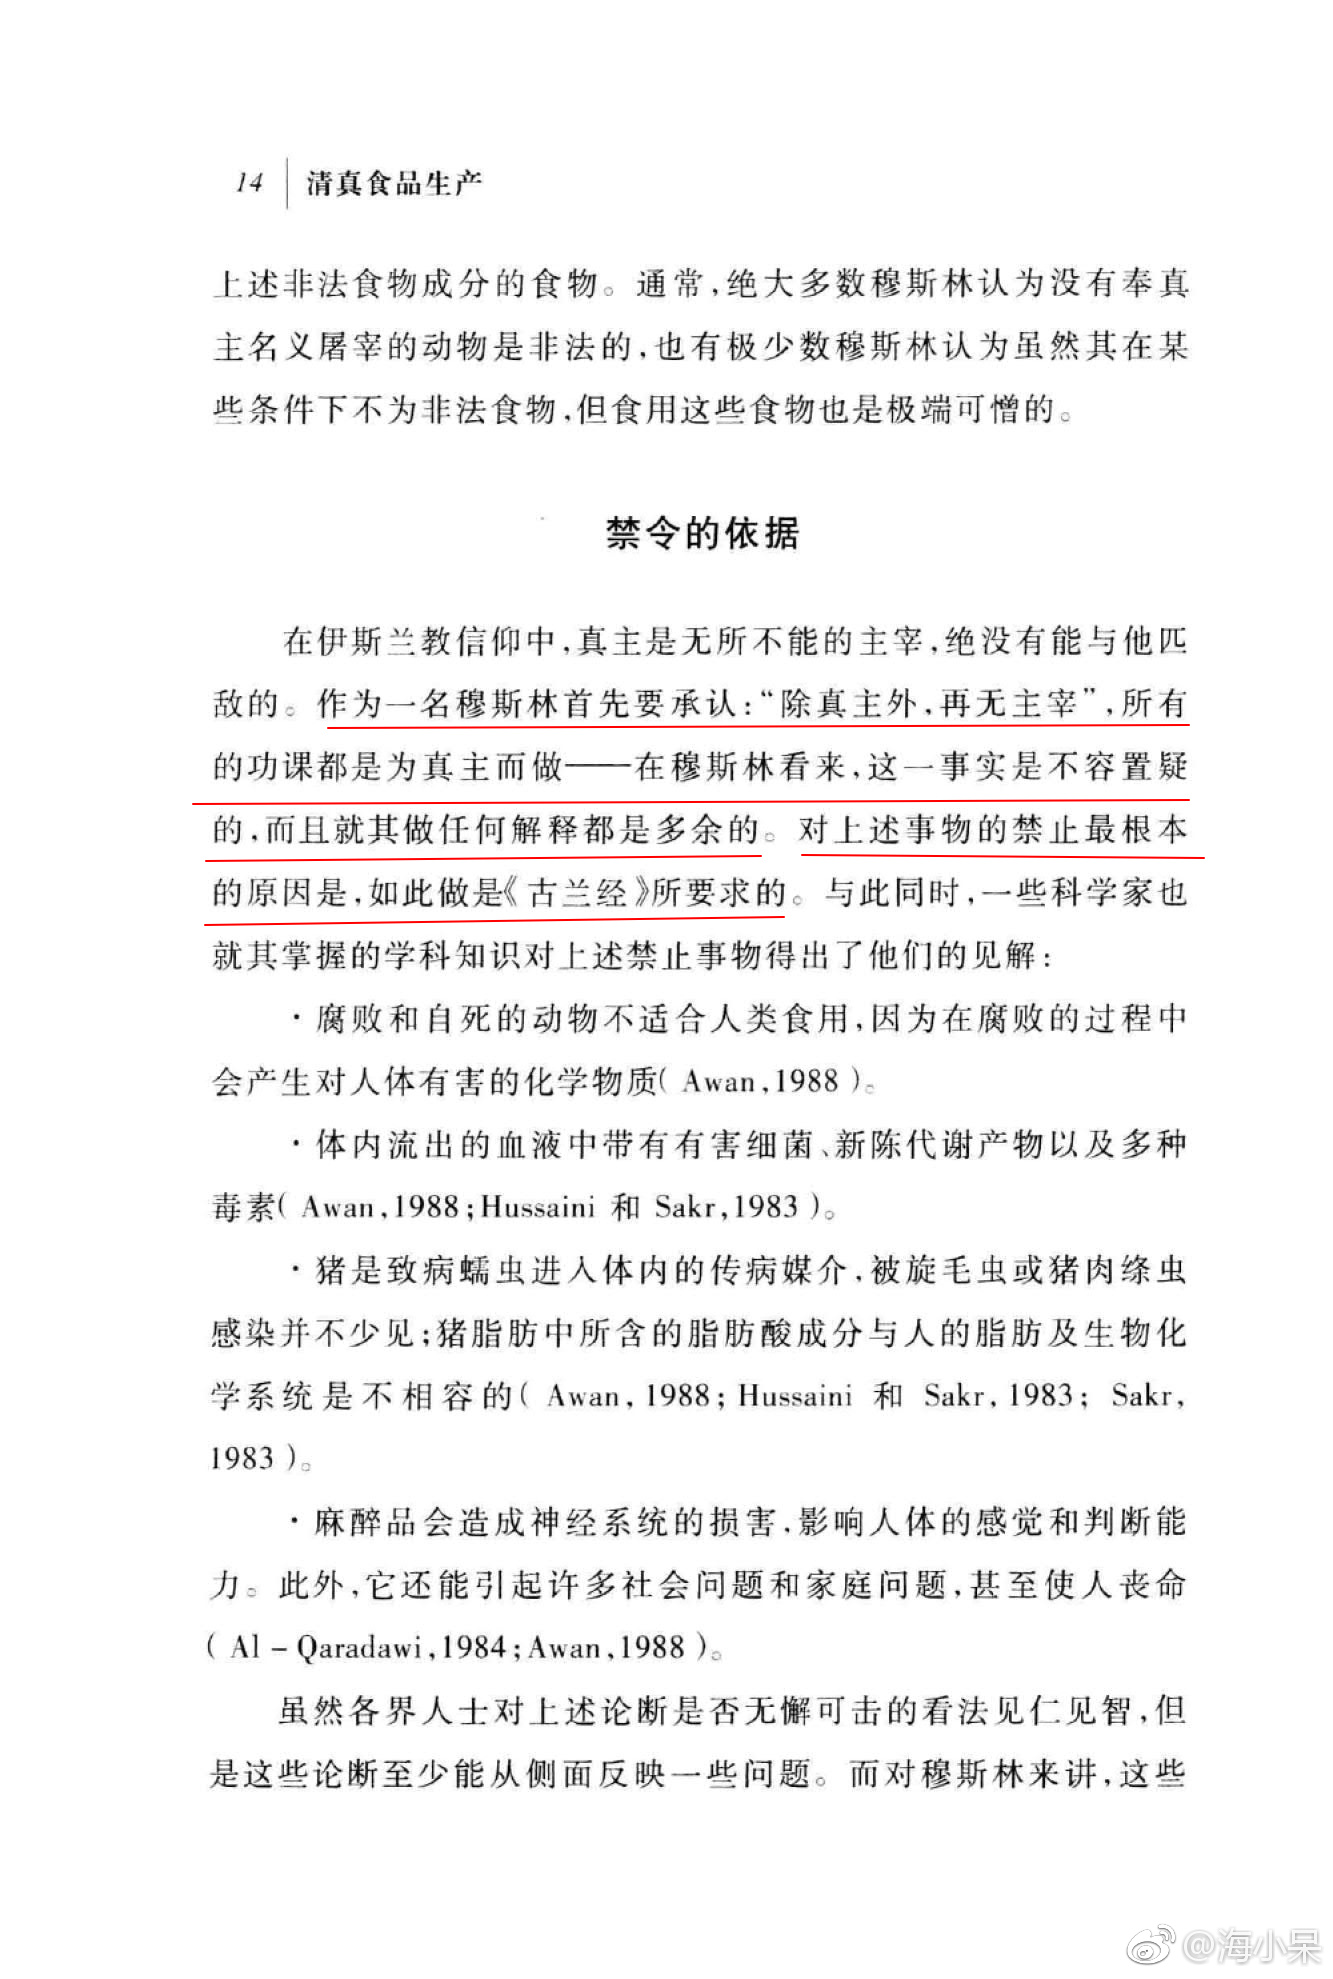 14 清真食品生产
上述非法食物成分的食物。通常,绝大多数穆斯林认为没有奉真
主名义屠宰的动物是非法的,也有极少数穆斯林认为虽然其在某
些条件下不为非法食物,但食用这些食物也是极端可憎的。
禁令的依据
在伊斯兰教信仰中,真主是无所不能的主宰,绝没有能与他匹
敌的。作为一名穆斯林首先要承认:“除真主外,再无主宰”,所有
的功课都是为真主而做——在穆斯林看来,这一事实是不容置疑
的,而且就其做任何解释都是多余的。对上述事物的禁止最根本
的原因是,如此做是《古兰经》所要求的。与此同时,一些科学家也
就其掌握的学科知识对上述禁止事物得出了他们的见解:
·腐败和自死的动物不适合人类食用,因为在腐败的过程中
会产生对人体有害的化学物质(Awan,1988)。
·体内流出的血液中带有有害细菌、新陈代谢产物以及多种
毒素(Awan,1988;Hussaini 和 Sakr,1983)。
·猪是致病蠕虫进入体内的传病媒介,被旋毛虫或猪肉绦虫
感染并不少见;猪脂肪中所含的脂肪酸成分与人的脂肪及生物化
学系统是不相容的(Awan,1988;Hussaini 和 Sakr,1983;Sakr,
1983)。
·麻醉品会造成神经系统的损害,影响人体的感觉和判断能
力。此外,它还能引起许多社会问题和家庭问题,甚至使人丧命
(Al-Qaradawi,1984;Awan,1988)。
虽然各界人士对上述论断是否无懈可击的看法见仁见智,但
是这些论断至少能从侧面反映一些问题。而对穆斯林来讲,这些
@海小呆